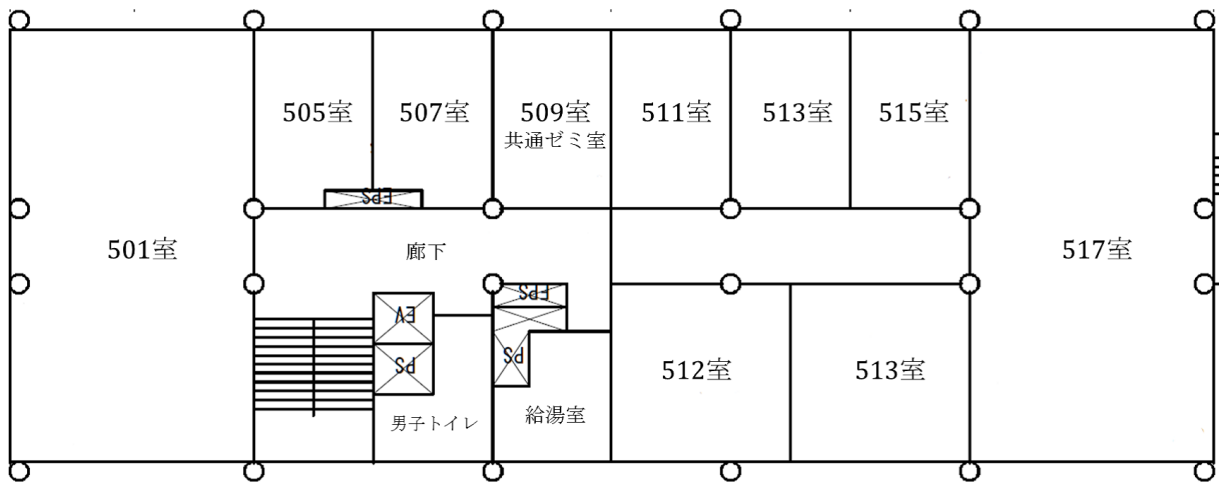 505室
507室
509室
共通ゼミ室
511室
513室
515室
EPS
501室
廊下
517室
EPS
EV
PS
PS
512室
513室
男子トイレ
給湯室